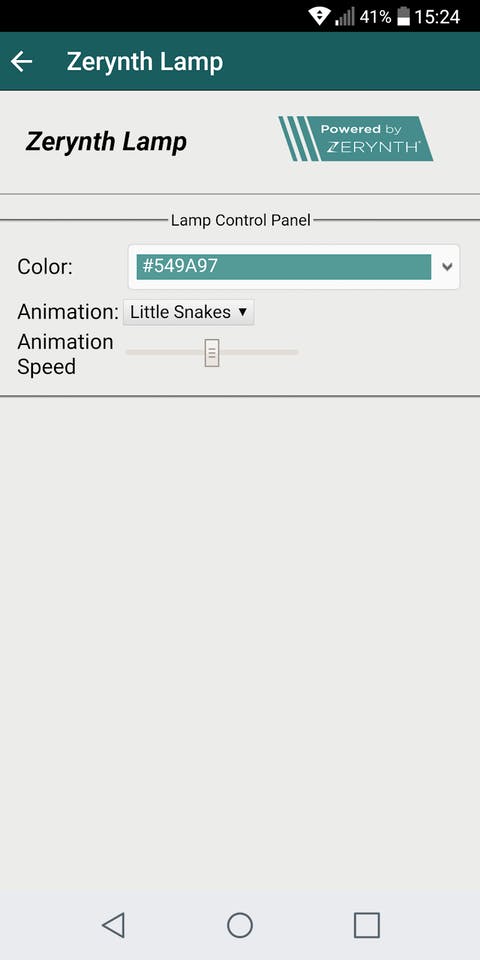 41% 15:24
Zerynth Lamp
Zerynth Lamp
Powered by
ZERYNTH®
Lamp Control Panel
Color: #549A97
Animation: Little Snakes ▼
Animation
Speed